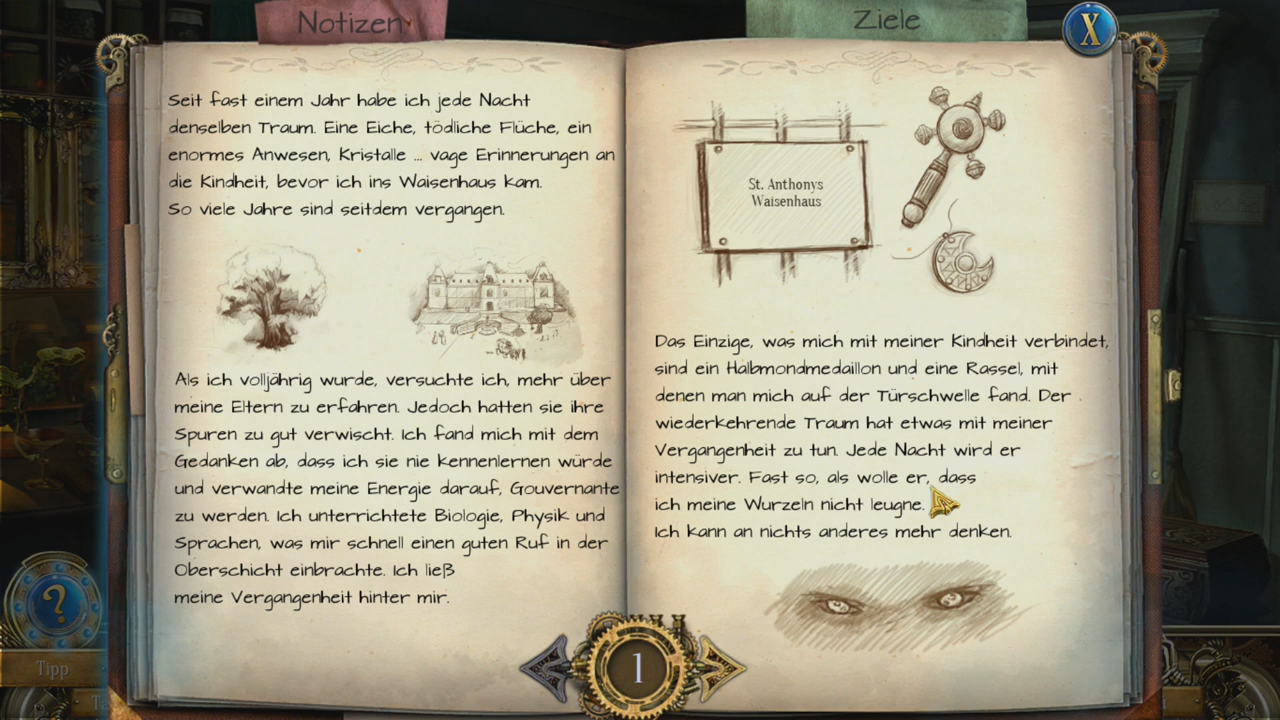 Notizen
Ziele
X
Seit fast einem Jahr habe ich jede Nacht
denselben Traum. Eine Eiche, tödliche Flüche, ein
enormes Anwesen, Kristalle ... vage Erinnerungen an
die Kindheit, bevor ich ins Waisenhaus kam.
So viele Jahre sind seitdem vergangen.
Als ich volljährig wurde, versuchte ich, mehr über
meine Eltern zu erfahren. Jedoch hatten sie ihre
Spuren zu gut verwischt. Ich fand mich mit dem
Gedanken ab, dass ich sie nie kennenlernen würde
und verwandte meine Energie darauf, Gouvernante
zu werden. Ich unterrichtete Biologie, Physik und
Sprachen, was mir schnell einen guten Ruf in der
Oberschicht einbrachte. Ich ließ
meine Vergangenheit hinter mir.
St. Anthonys
Waisenhaus
Das Einzige, was mich mit meiner Kindheit verbindet,
sind ein Halbmondmedaillon und eine Rassel, mit
denen man mich auf der Türschwelle fand. Der
wiederkehrende Traum hat etwas mit meiner
Vergangenheit zu tun. Jede Nacht wird er
intensiver. Fast so, als wolle er, dass
ich meine Wurzeln nicht leugne.
Ich kann an nichts anderes mehr denken.
?
Tipp
1